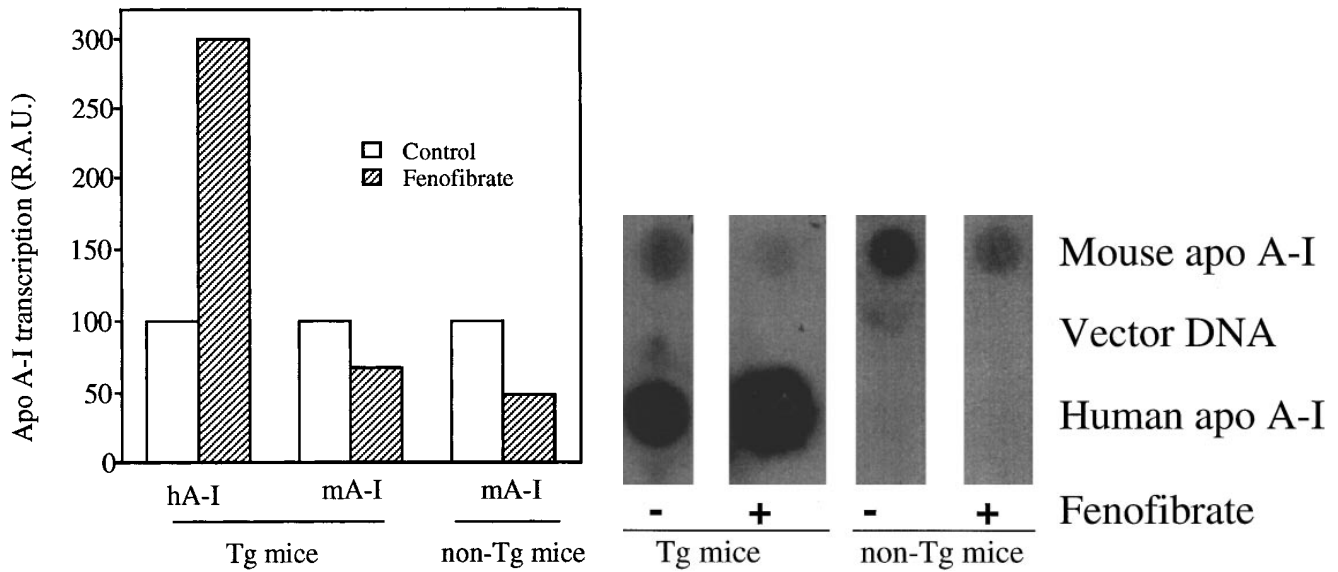 Apo A-I transcription (R.A.U.)
300
250
200
150
100
50
0
Control
Fenofibrate
hA-I mA-I mA-I
Tg mice non-Tg mice
Mouse apo A-I
Vector DNA
Human apo A-I
- + - + Fenofibrate
Tg mice non-Tg mice